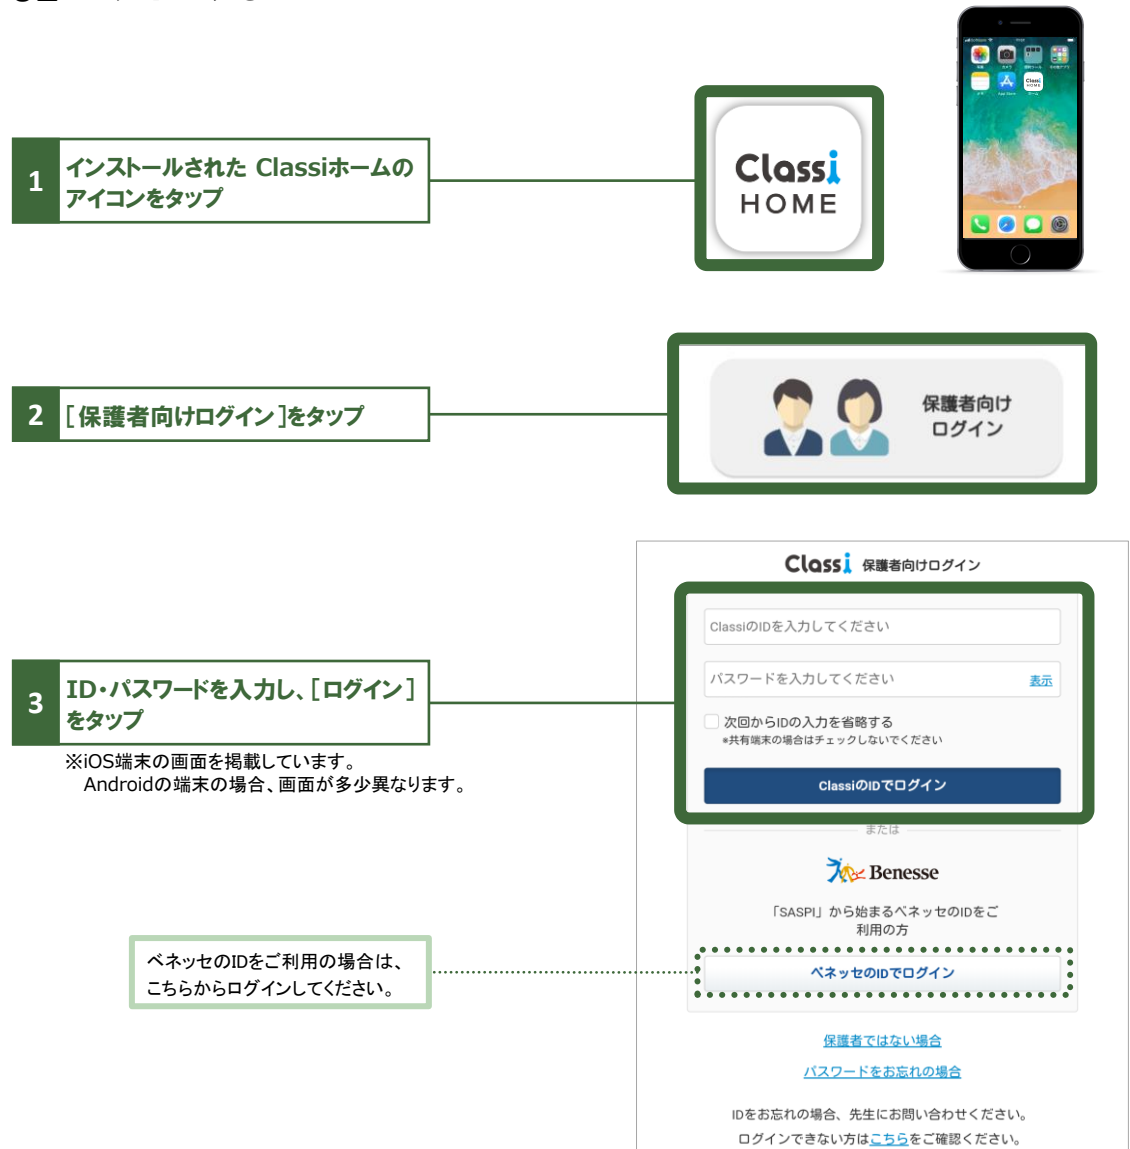 1
インストールされた Classiホームの
アイコンをタップ
Classi
HOME
2
[保護者向けログイン]をタップ
保護者向け
ログイン
Classi 保護者向けログイン
ClassiのIDを入力してください
パスワードを入力してください 表示
次回からIDの入力を省略する
※共有端末の場合はチェックしないでください
ClassiのIDでログイン
3
ID・パスワードを入力し、[ログイン]
をタップ
※iOS端末の画面を掲載しています。
Androidの端末の場合、画面が多少異なります。
または
Benesse
「SASPI」から始まるベネッセのIDをご
利用の方
ベネッセのIDでログイン
ベネッセのIDをご利用の場合は、
こちらからログインしてください。
保護者ではない場合
パスワードをお忘れの場合
IDをお忘れの場合、先生にお問い合わせください。
ログインできない方はこちらをご確認ください。